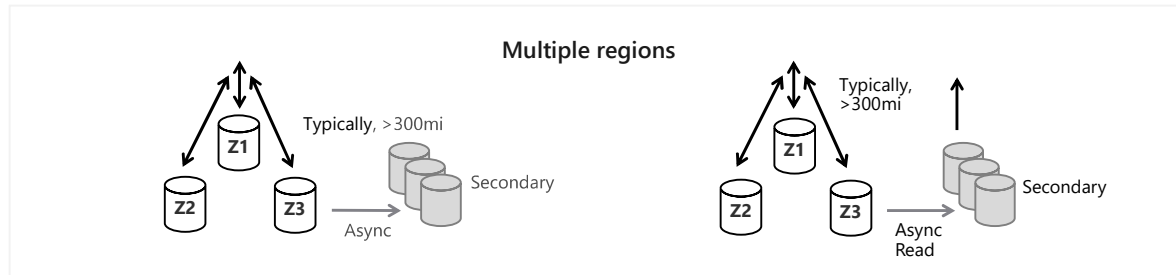 Multiple regions
Typically, >300mi
Z1
Z2
Z3
Secondary
Async
Typically,
>300mi
Z1
Z2
Z3
Secondary
Async
Read